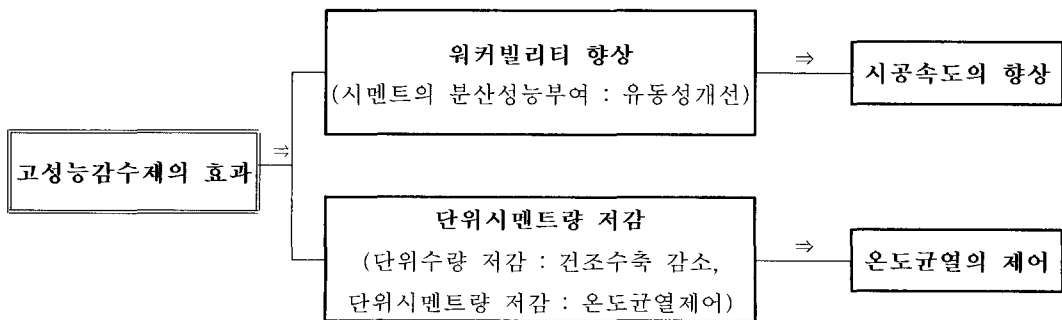 고성능감수제의 효과
⇒
워커빌리티 향상
(시멘트의 분산성능부여 : 유동성개선)
⇒
시공속도의 향상
단위시멘트량 저감
(단위수량 저감 : 건조수축 감소,
단위시멘트량 저감 : 온도균열제어)
⇒
온도균열의 제어